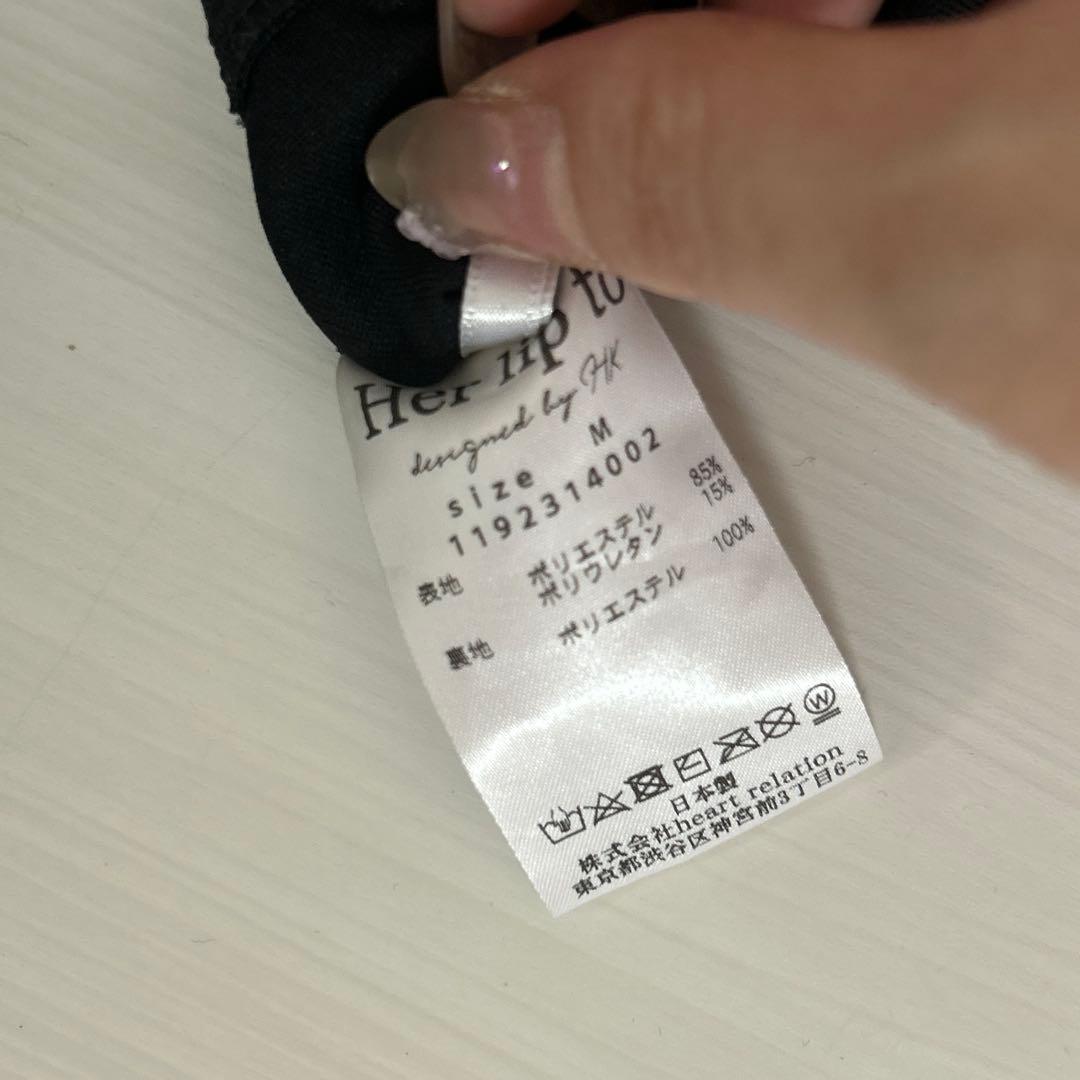 Her lip to
designed by HK
size M
1192314002
表地 ポリエステル 85%
ポリウレタン 15%
裏地 ポリエステル 100%
W
日本製
株式会社heart relation
東京都渋谷区神宮前3丁目6-8